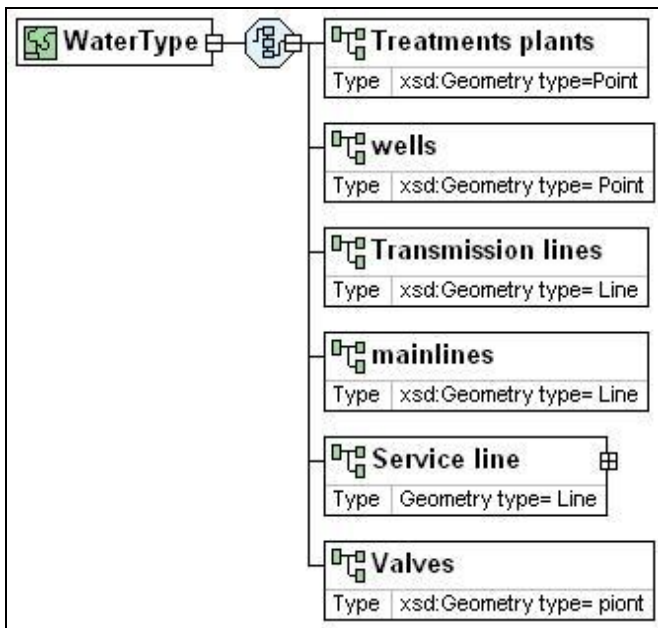 WaterType
Treatments plants
Type xsd:Geometry type=Point
wells
Type xsd:Geometry type= Point
Transmission lines
Type xsd:Geometry type= Line
mainlines
Type xsd:Geometry type= Line
Service line
Type Geometry type= Line
Valves
Type xsd:Geometry type= piont